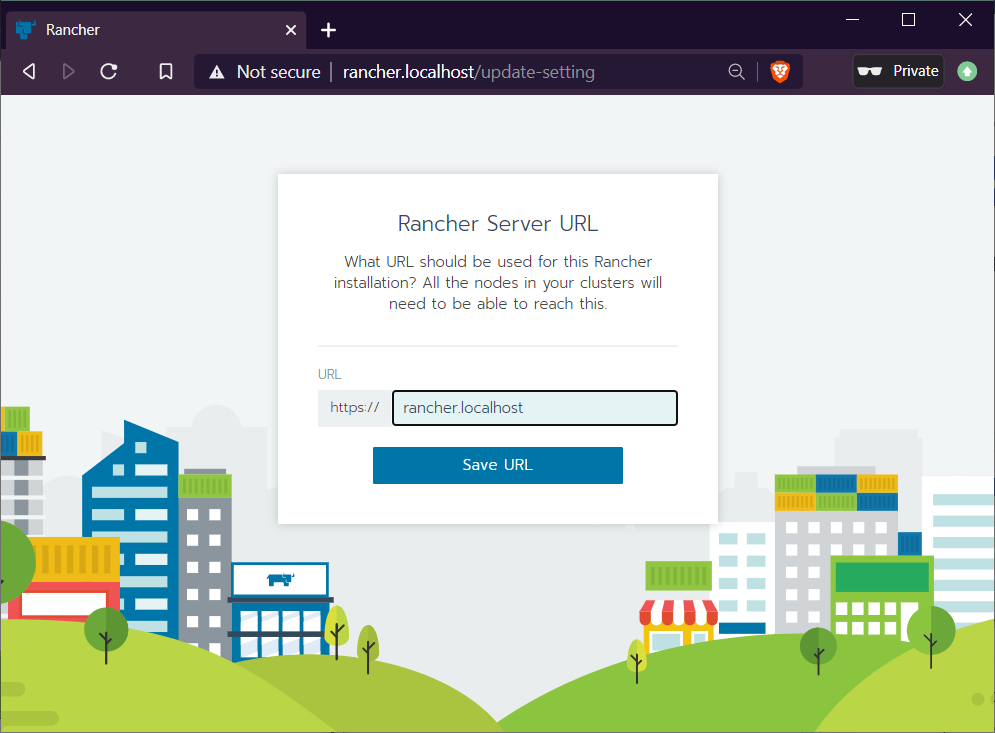 Rancher
Not secure | rancher.localhost/update-setting
Private
Rancher Server URL
What URL should be used for this Rancher
installation? All the nodes in your clusters will
need to be able to reach this.
URL
https:// rancher.localhost
Save URL